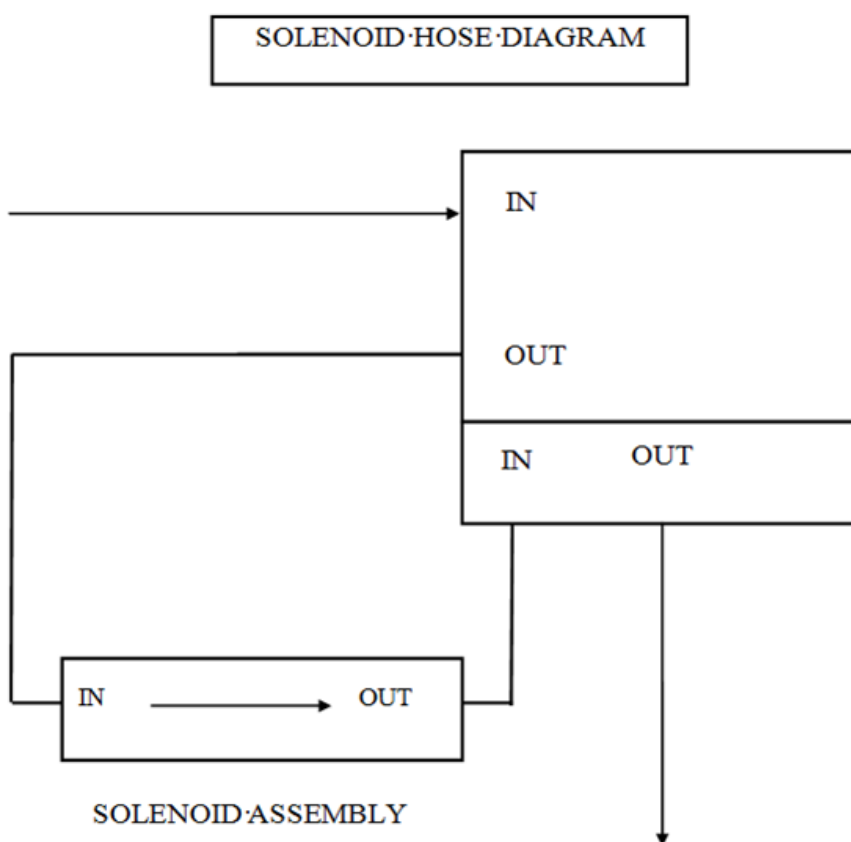 SOLENOID·HOSE·DIAGRAM
IN
OUT
IN OUT
IN OUT
SOLENOID·ASSEMBLY